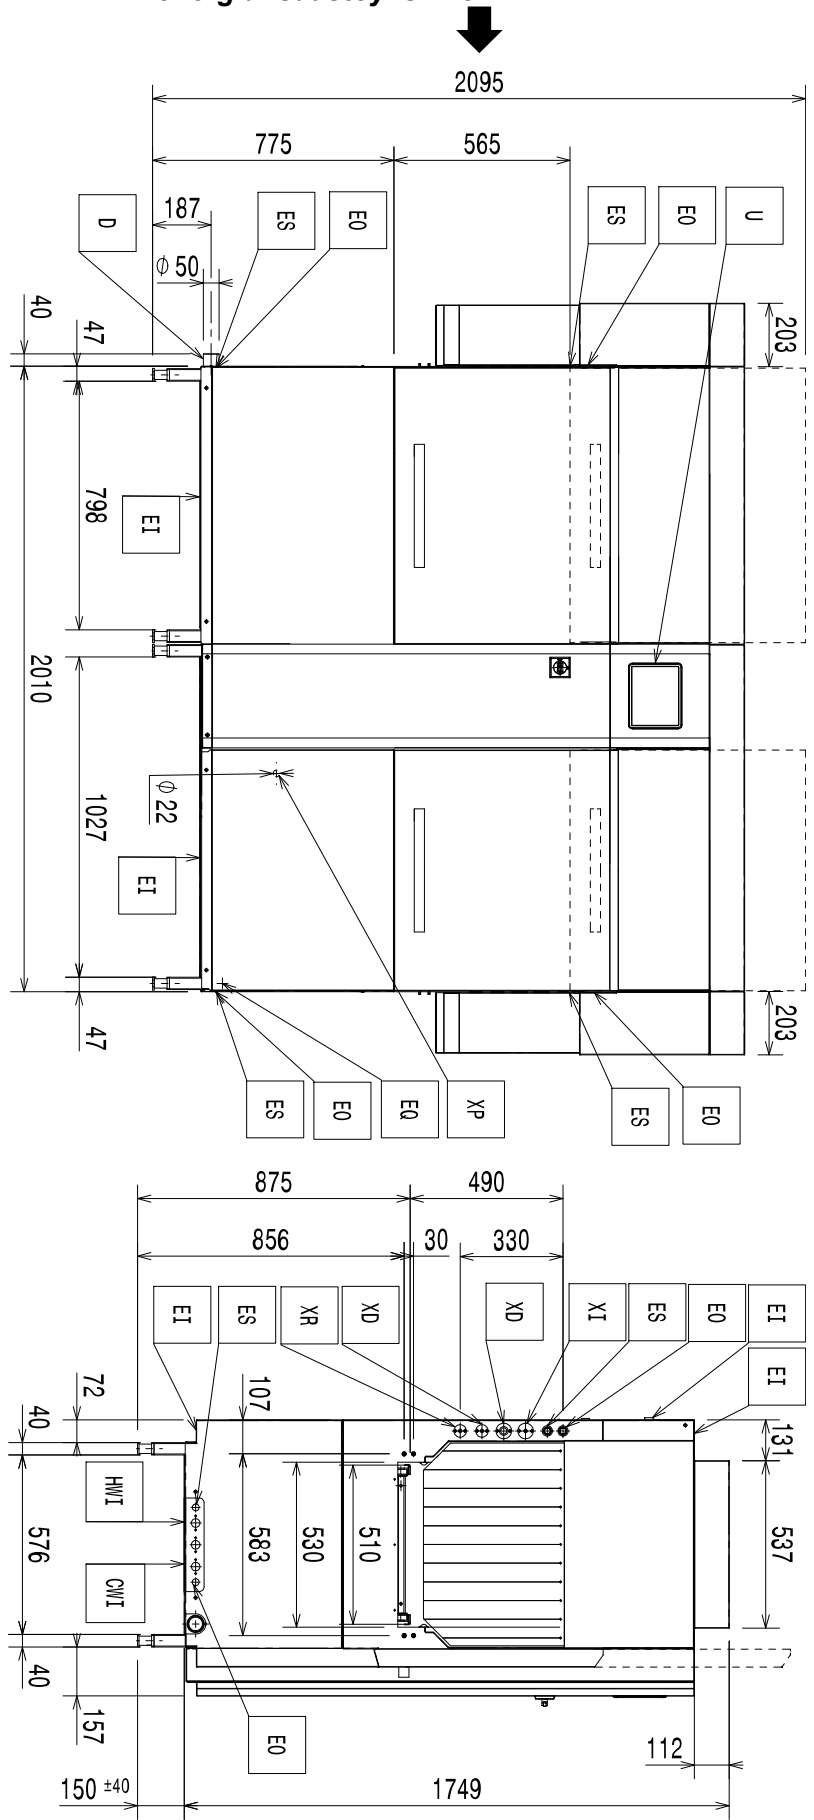 2095
775
565
187
D
ES
EO
ES
EO
U
ϕ 50
40
47
203
798
EI
2010
ϕ 22
1027
EI
47
203
ES
EO
EQ
XP
ES
EO
875
490
856
30
330
EI
ES
XR
XD
XD
XI
ES
EO
EI
EI
72
107
40
131
HWI
576
583
530
510
537
CWI
40
157
EO
112
150 ±40
1749